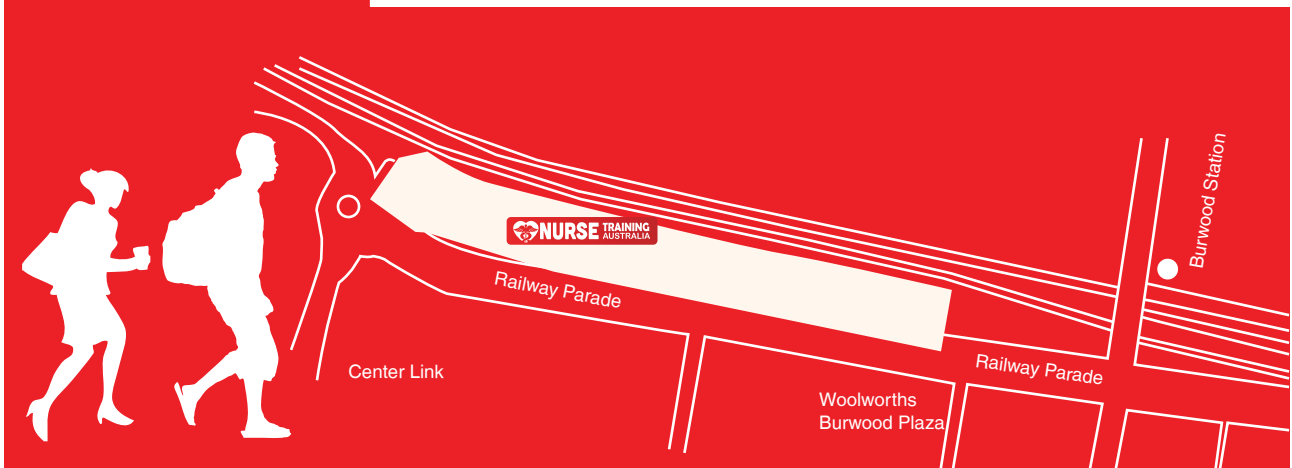 Burwood Station
NURSE TRAINING
AUSTRALIA
Railway Parade
Center Link
Railway Parade
Woolworths
Burwood Plaza